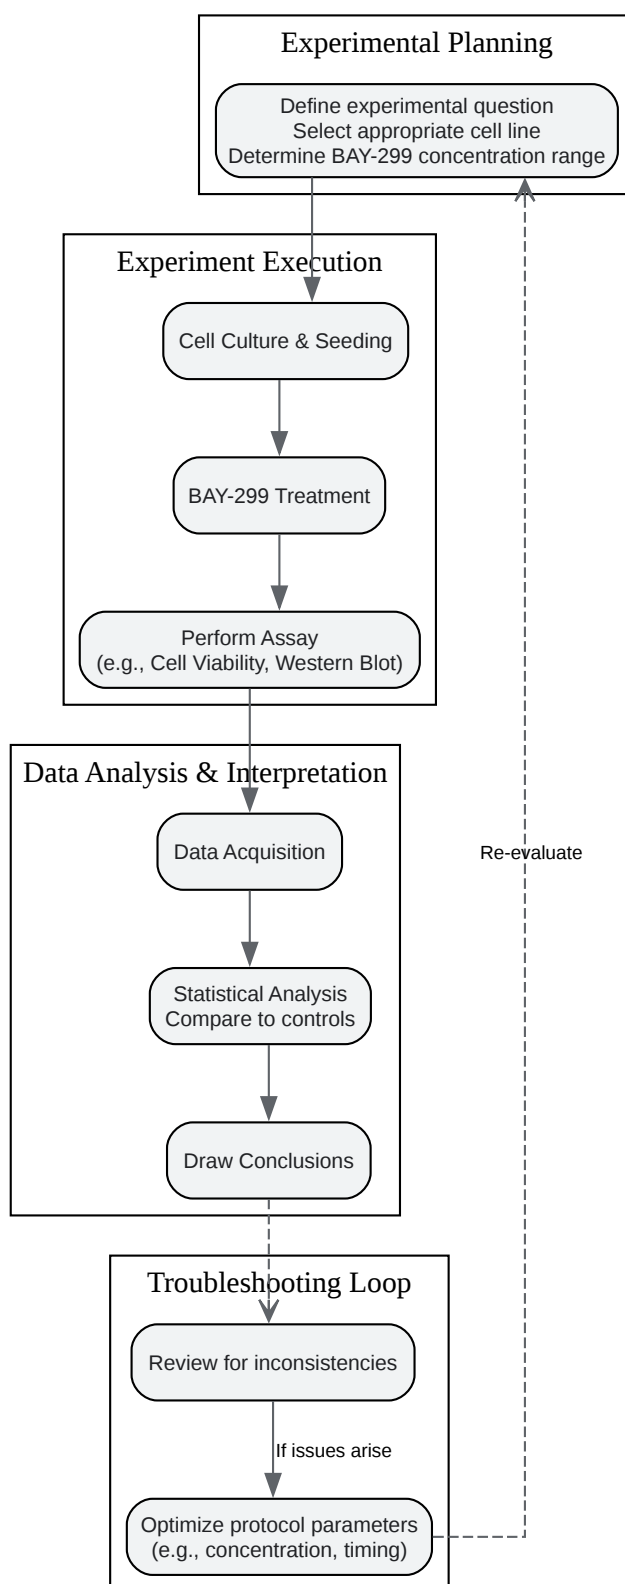 Experimental Planning
Define experimental question
Select appropriate cell line
Determine BAY-299 concentration range
Experiment Execution
Cell Culture & Seeding
BAY-299 Treatment
Perform Assay
(e.g., Cell Viability, Western Blot)
Data Analysis & Interpretation
Data Acquisition
Re-evaluate
Statistical Analysis
Compare to controls
Draw Conclusions
Troubleshooting Loop
Review for inconsistencies
If issues arise
Optimize protocol parameters
(e.g., concentration, timing)